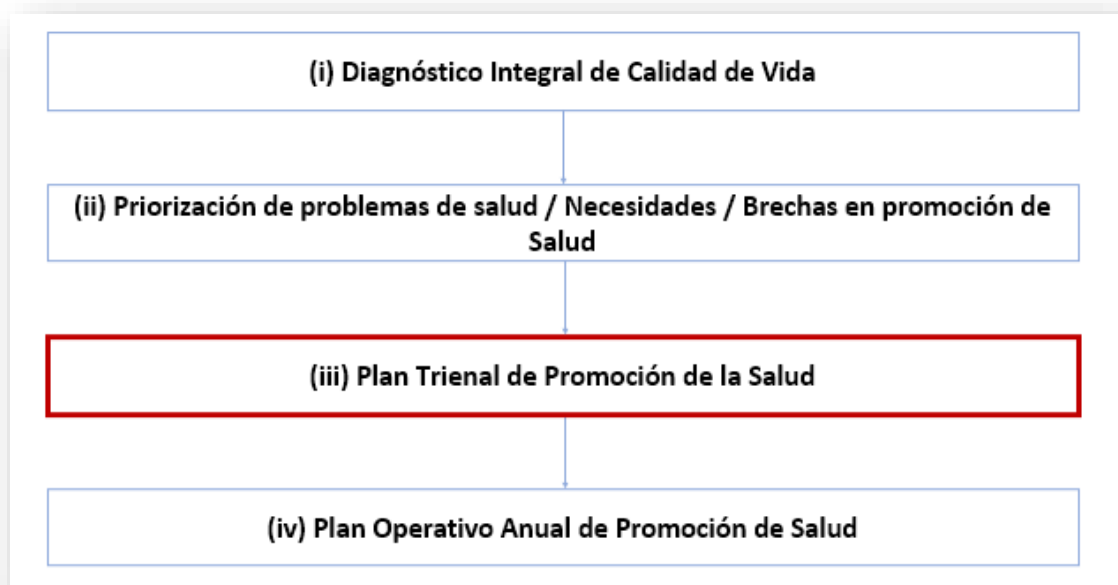 (i) Diagnóstico Integral de Calidad de Vida
(ii) Priorización de problemas de salud / Necesidades / Brechas en promoción de
Salud
(iii) Plan Trienal de Promoción de la Salud
(iv) Plan Operativo Anual de Promoción de Salud